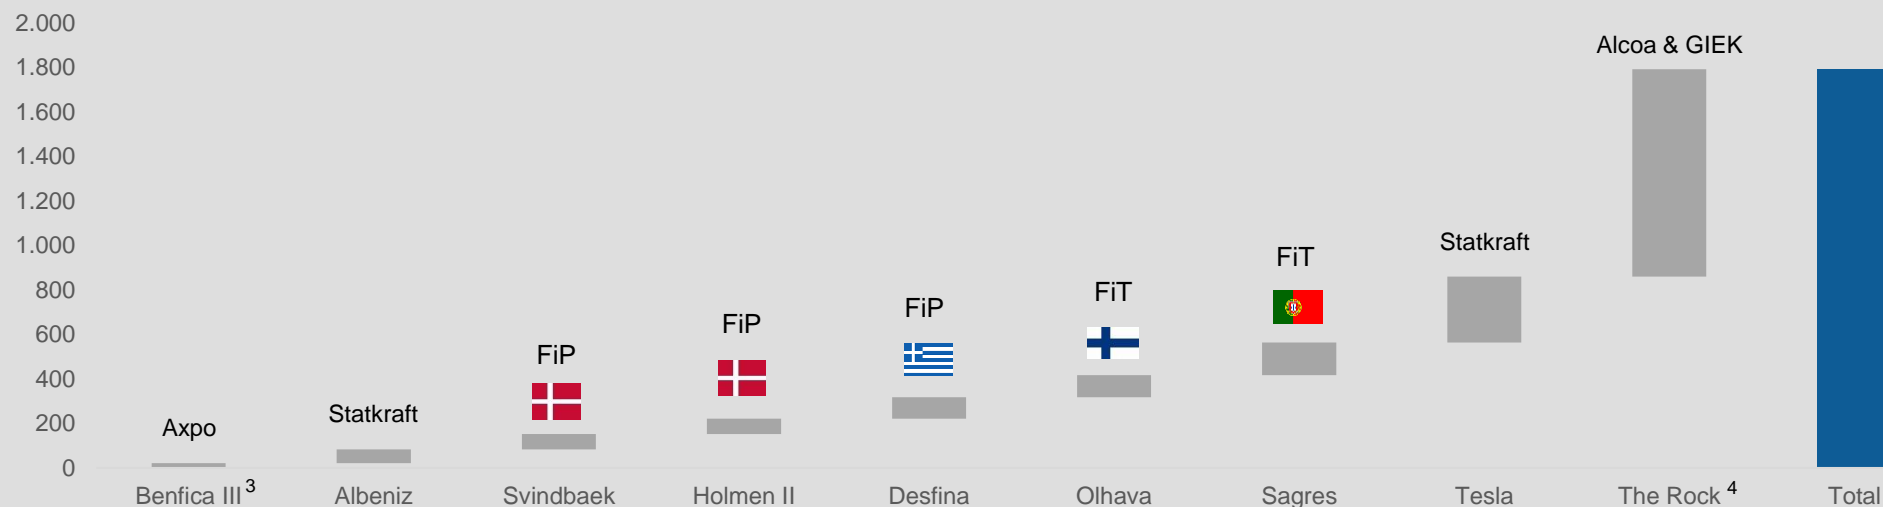 2.000
1.800
1.600
1.400
1.200
1.000
800
600
400
200
0
Axpo
Statkraft
FiP
FiP
FiP
FiT
FiT
Statkraft
Alcoa & GIEK
Benfica III 3
Albeniz
Svindbaek
Holmen II
Desfina
Olhava
Sagres
Tesla
The Rock 4
Total